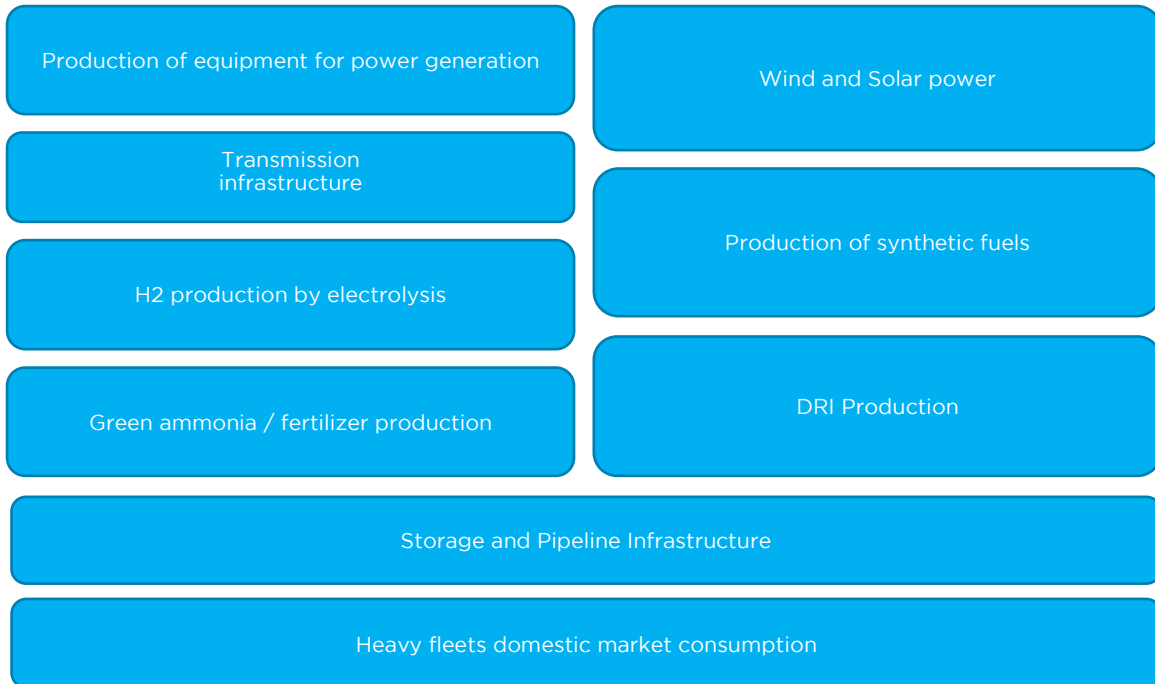 Production of equipment for power generation
Wind and Solar power
Transmission
infrastructure
Production of synthetic fuels
H2 production by electrolysis
DRI Production
Green ammonia / fertilizer production
Storage and Pipeline Infrastructure
Heavy fleets domestic market consumption